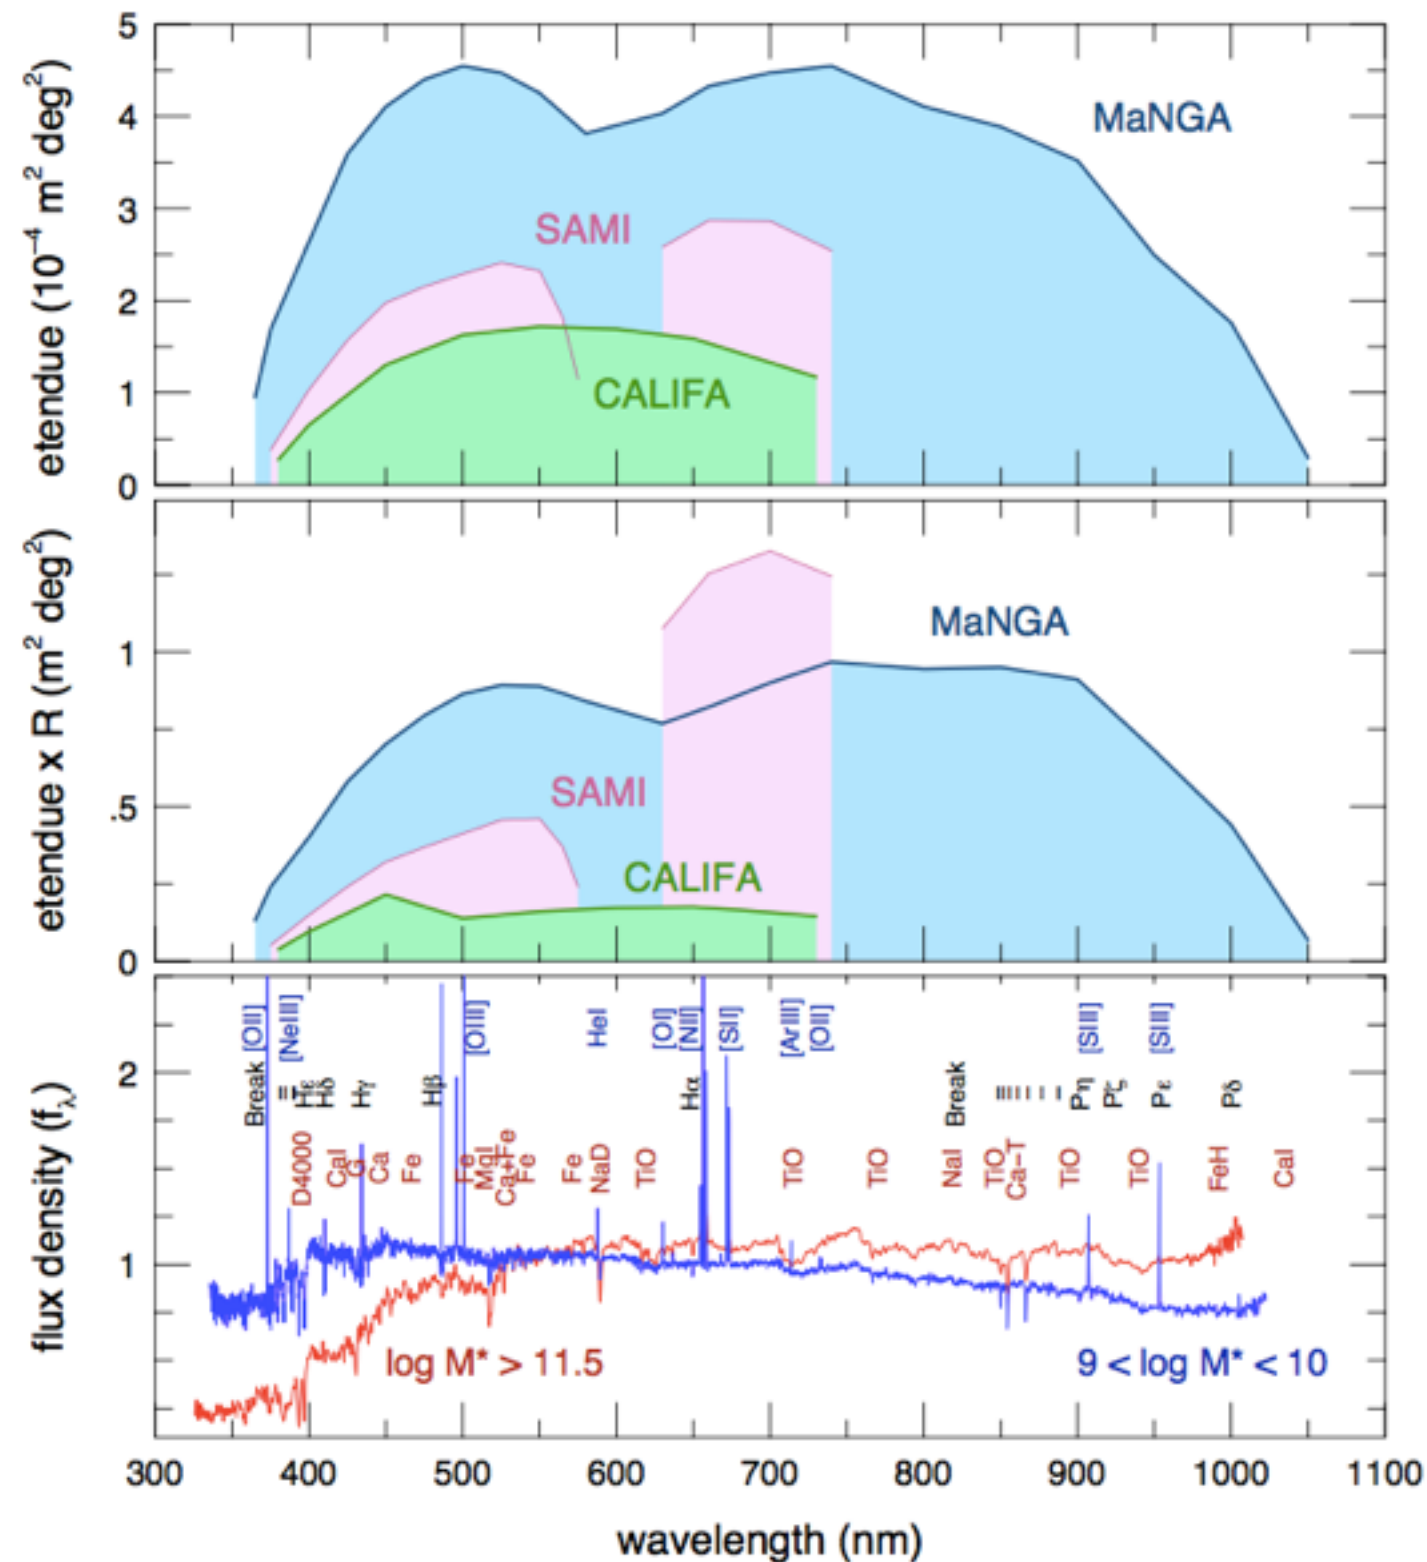 etendue (10⁻⁴ m² deg²)
5
4
3
2
1
0
MaNGA
SAMI
CALIFA
etendue x R (m² deg²)
1
.5
0
MaNGA
SAMI
CALIFA
flux density (fλ)
2
1
[OII]
[NeIII]
[OIII]
HeI
[OI]
[NII]
[SII]
[ArIII]
[OII]
[SIII]
[SIII]
Break
Hε
Hδ
Hγ
Hβ
Hα
Break
Pη
Pζ
Pε
Pδ
D4000
CaI
G
Ca
Fe
Fe
MgI
Ca+Fe
Fe
Fe
NaD
TiO
TiO
TiO
NaI
TiO
Ca-T
TiO
TiO
FeH
CaI
log M* > 11.5
9 < log M* < 10
300 400 500 600 700 800 900 1000 1100
wavelength (nm)